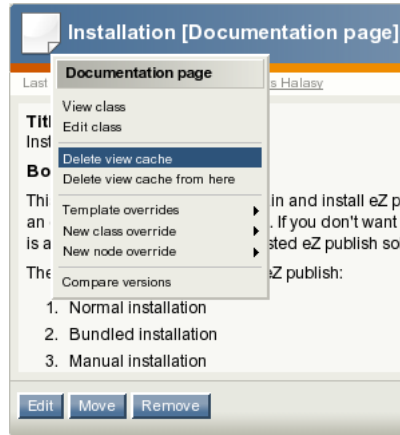 Installation [Documentation page]
Documentation page
Last
s Halasy
View class
Edit class
Delete view cache
Delete view cache from here
Template overrides
New class override
New node override
Compare versions
Tit
Inst
Bo
Thi in and install eZ p
an . If you don't want
is a sted eZ publish so
The eZ publish:
1. Normal installation
2. Bundled installation
3. Manual installation
Edit Move Remove